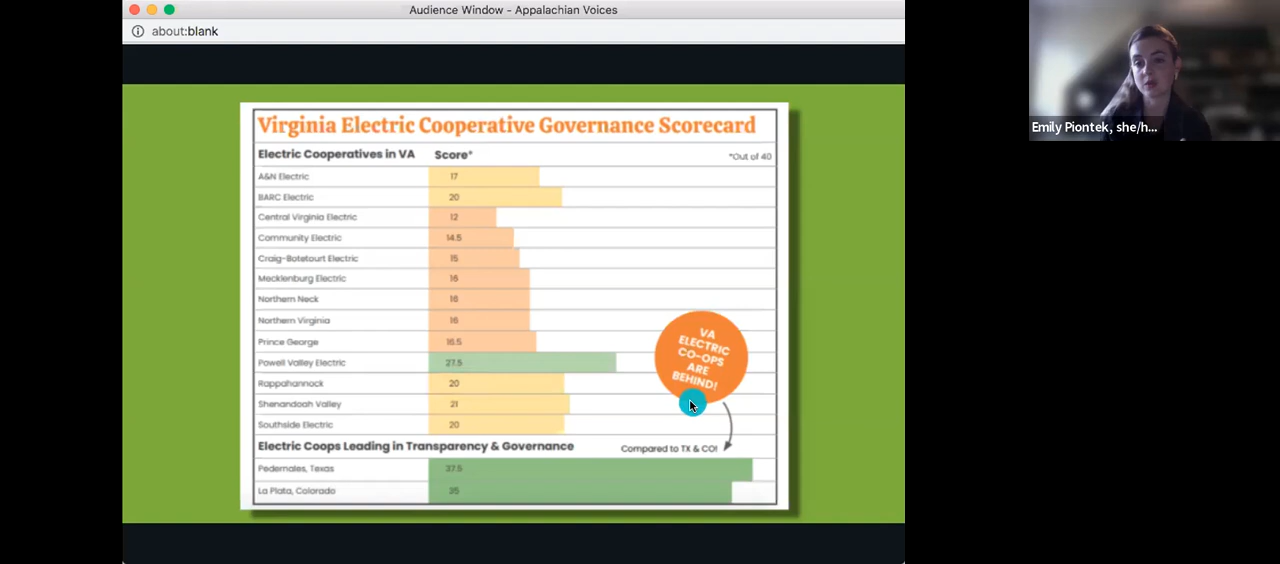 Audience Window - Appalachian Voices
about:blank
Virginia Electric Cooperative Governance Scorecard
Electric Cooperatives in VA Score* *Out of 40
A&N Electric 17
BARC Electric 20
Central Virginia Electric 12
Community Electric 14.5
Craig-Botetourt Electric 15
Mecklenburg Electric 16
Northern Neck 16
Northern Virginia 16
Prince George 16.5
Powell Valley Electric 27.5
Rappahannock 20
Shenandoah Valley 21
Southside Electric 20
VA
ELECTRIC
CO-OPS
ARE
BEHIND!
Electric Coops Leading in Transparency & Governance Compared to TX & CO!
Pedernales, Texas 37.5
La Plata, Colorado 35
Emily Piontek, she/h...